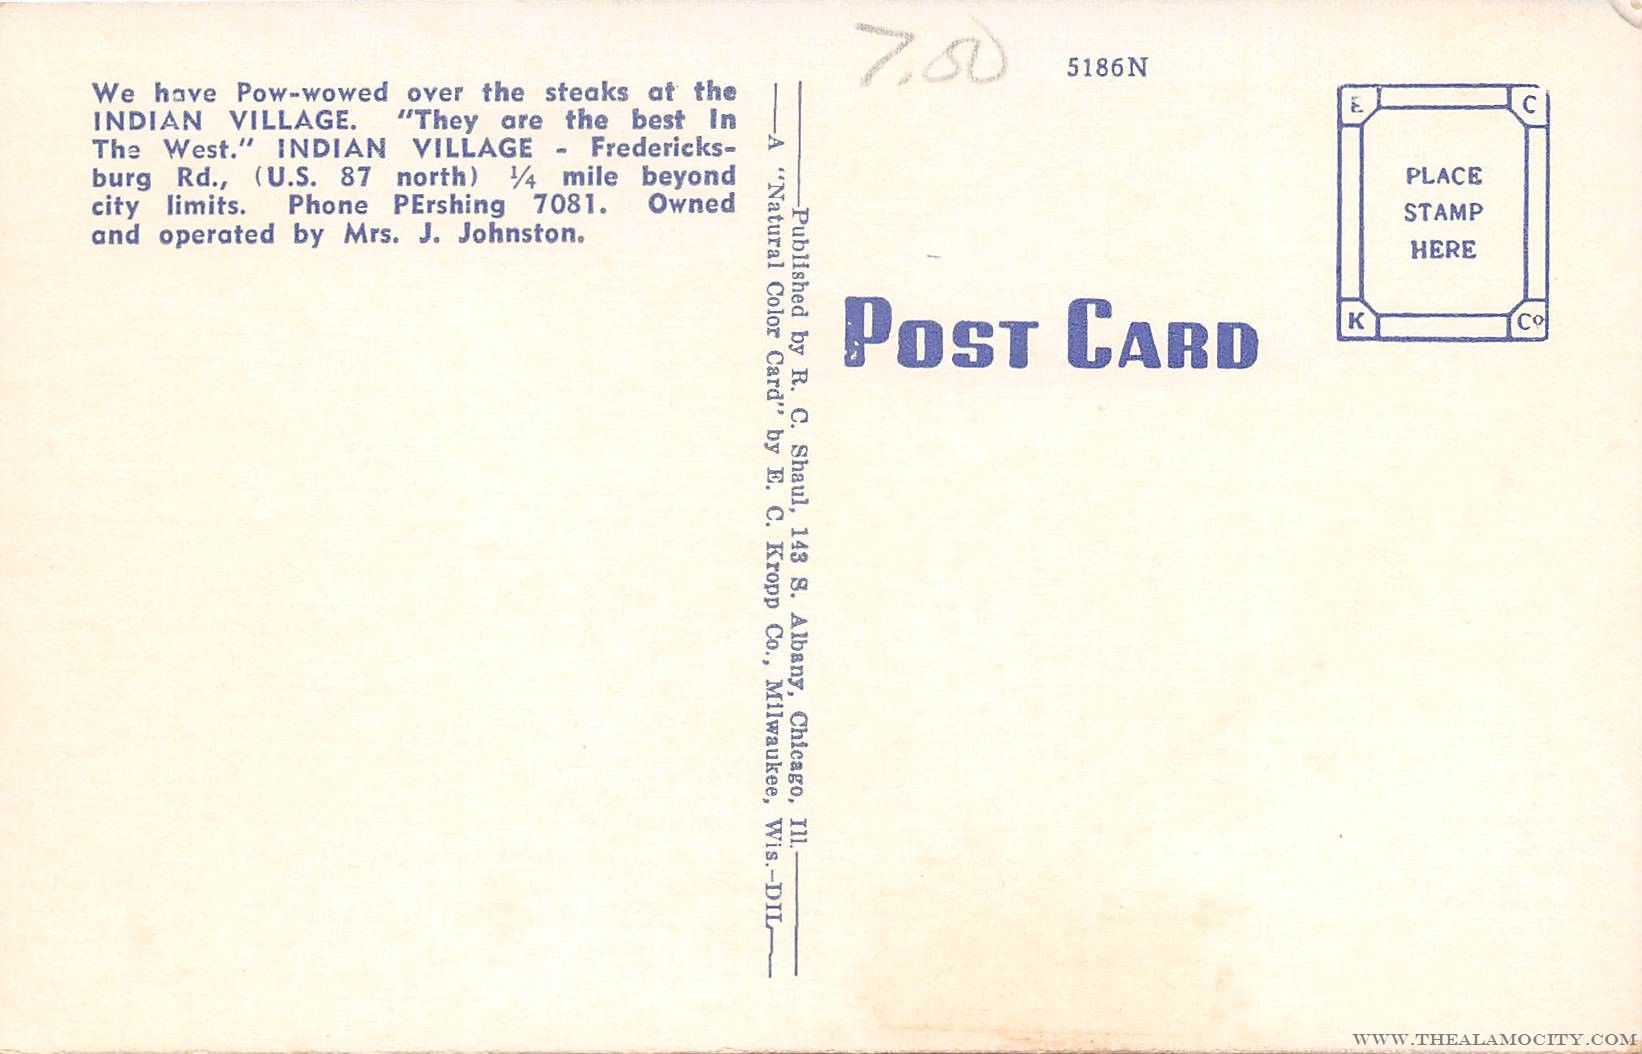 We have Pow-wowed over the steaks at the
INDIAN VILLAGE. "They are the best In
The West." INDIAN VILLAGE - Fredericks-
burg Rd., (U.S. 87 north) ¼ mile beyond
city limits. Phone PErshing 7081. Owned
and operated by Mrs. J. Johnston.
Published by R. C. Shaul, 143 S. Albany, Chicago, Ill.
A "Natural Color Card" by E. C. Kropp Co., Milwaukee, Wis.-DIL
7.50
5186N
E C
PLACE
STAMP
HERE
K Co
POST CARD
WWW.THEALAMOCITY.COM